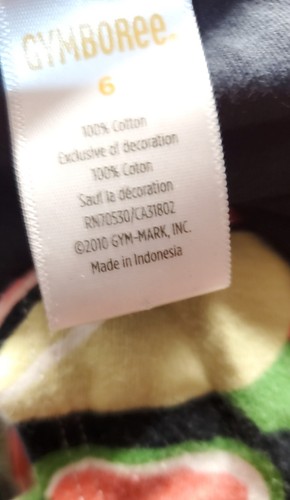 GYMBOREE™
6
100% Cotton
Exclusive of decoration
100% Coton
Sauf la décoration
RN70530/CA31802
©2010 GYM-MARK, INC.
Made in Indonesia